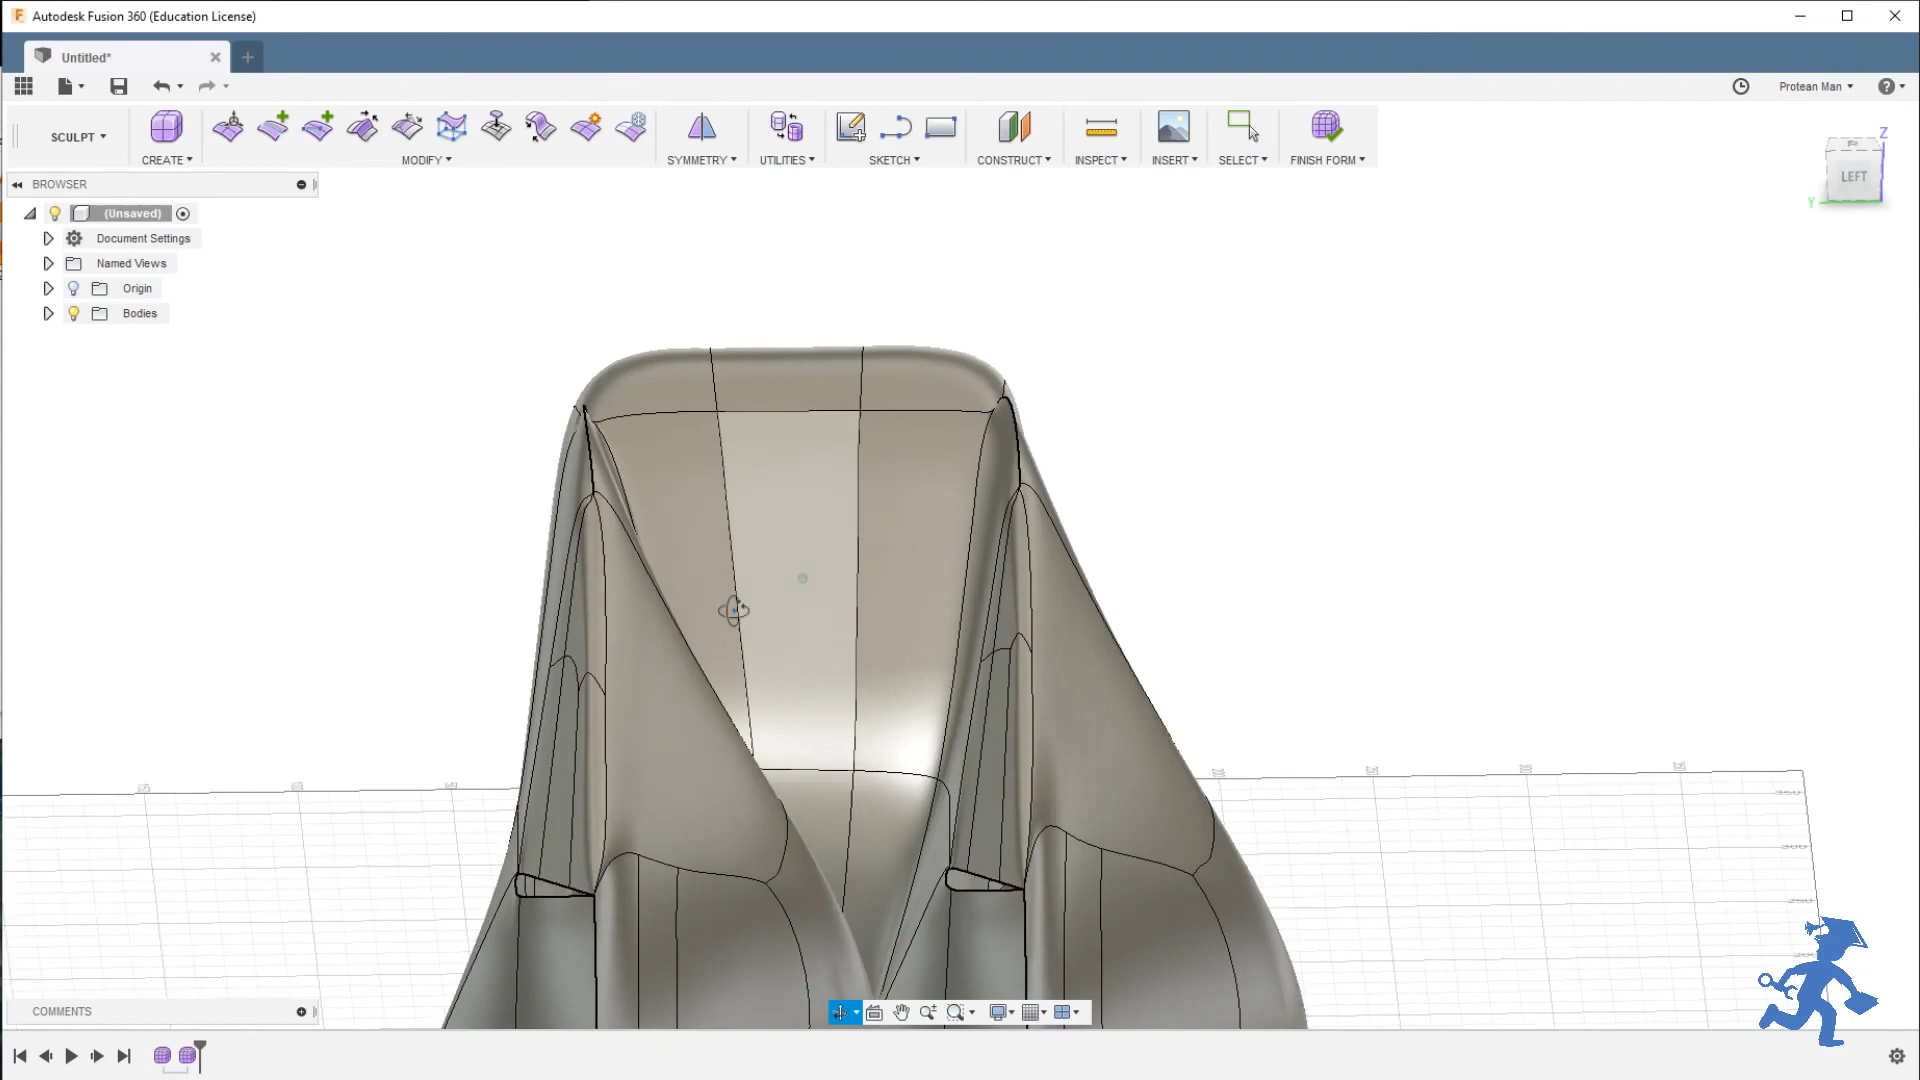 Autodesk Fusion 360 (Education License)
Untitled*
Protean Man
SCULPT
CREATE
MODIFY
SYMMETRY
UTILITIES
SKETCH
CONSTRUCT
INSPECT
INSERT
SELECT
FINISH FORM
Z
LEFT
Y
BROWSER
(Unsaved)
Document Settings
Named Views
Origin
Bodies
COMMENTS